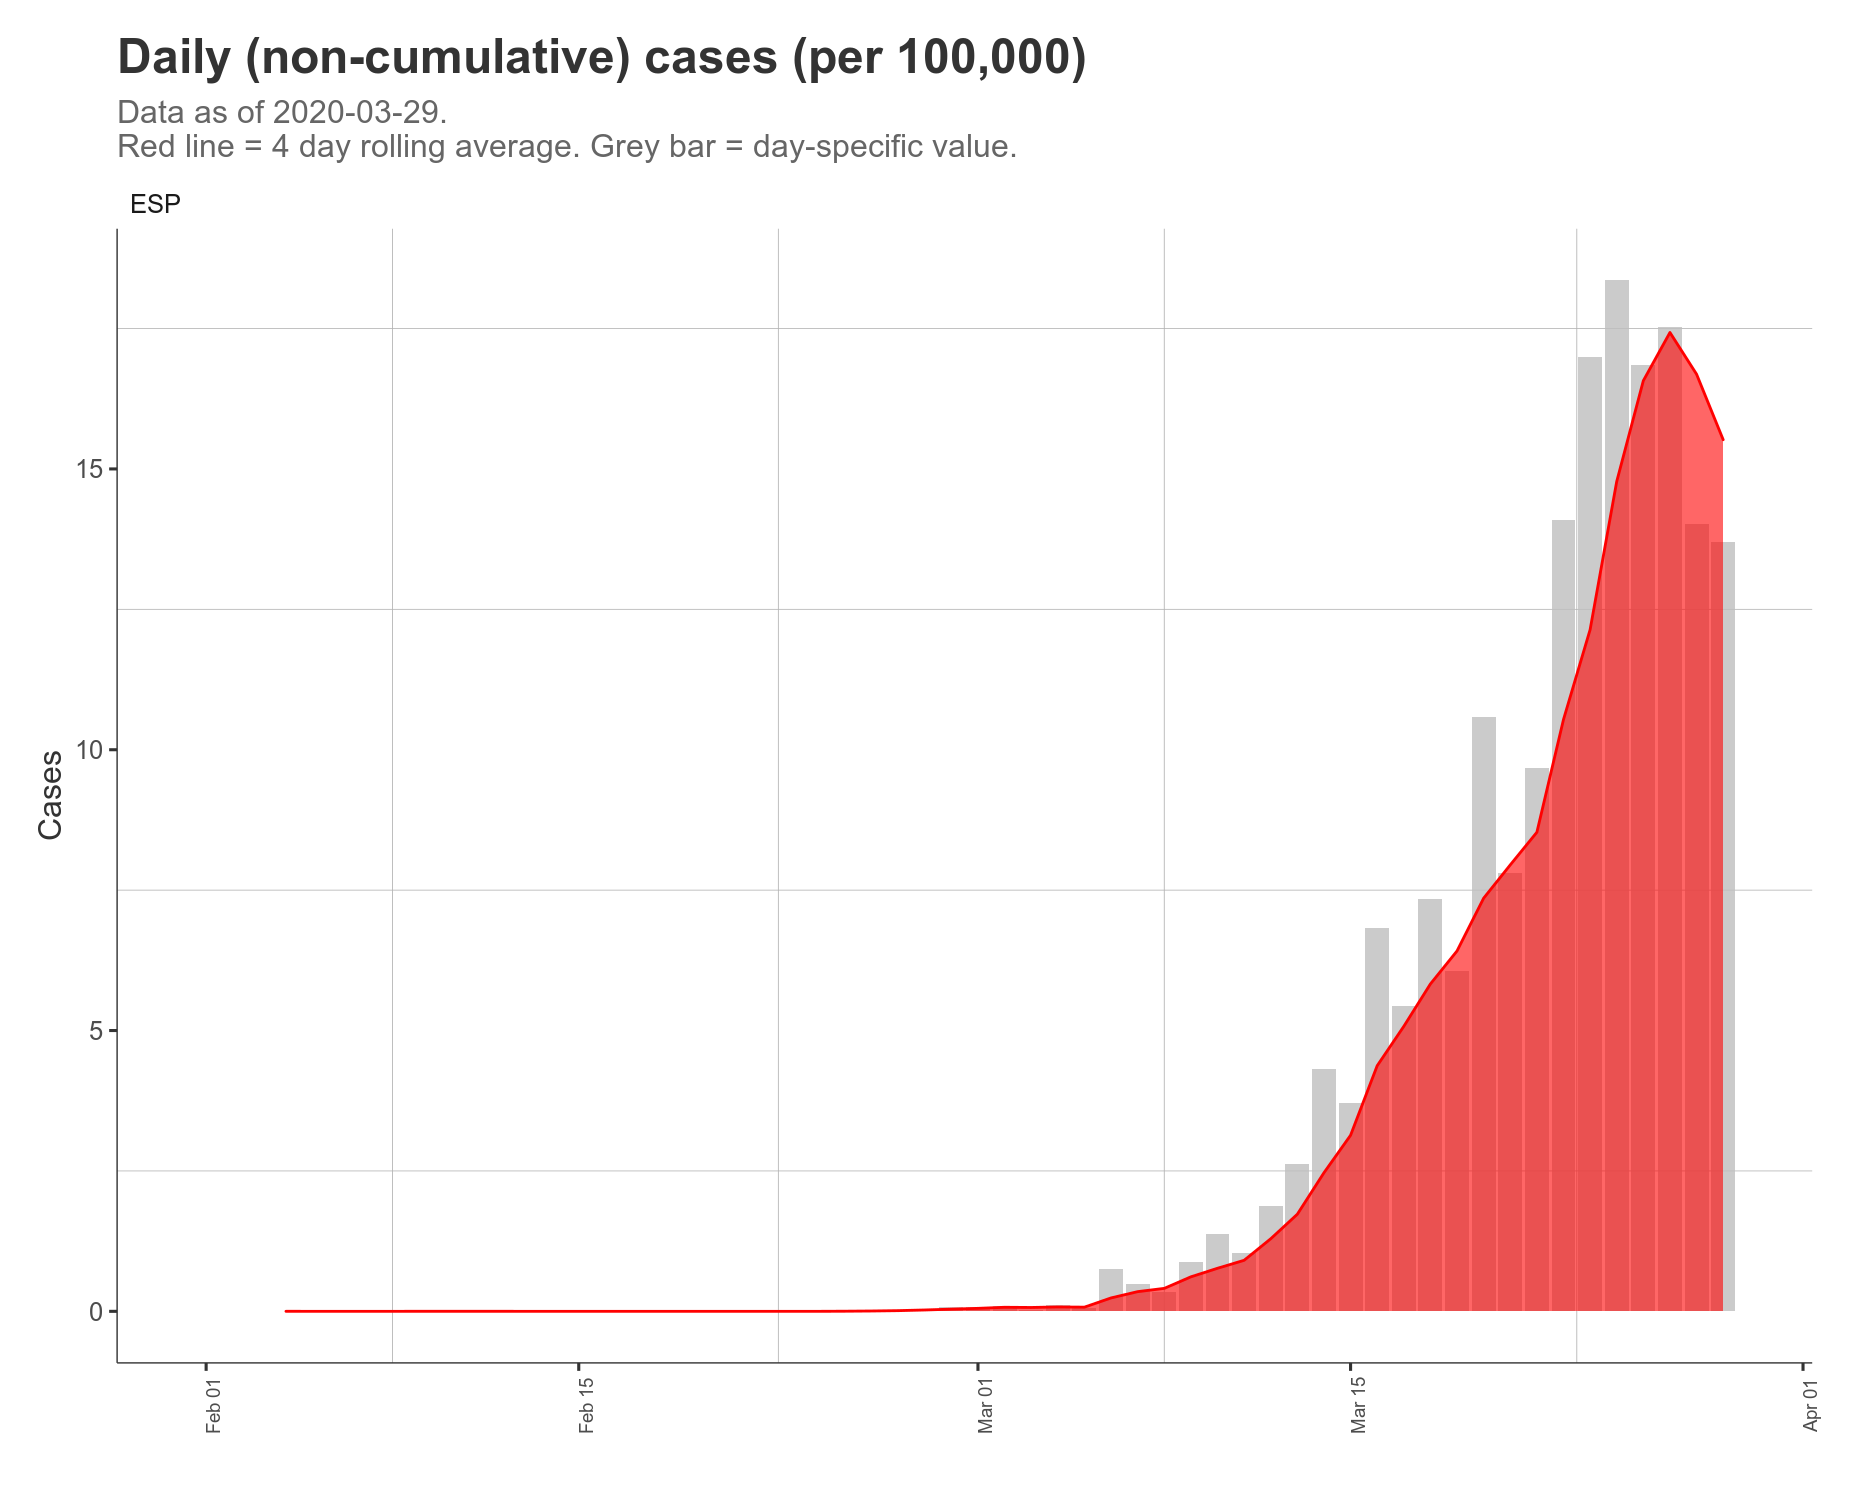 Daily (non-cumulative) cases (per 100,000)
Data as of 2020-03-29.
Red line = 4 day rolling average. Grey bar = day-specific value.
ESP
15
10
5
0
Cases
Feb 01
Feb 15
Mar 01
Mar 15
Apr 01